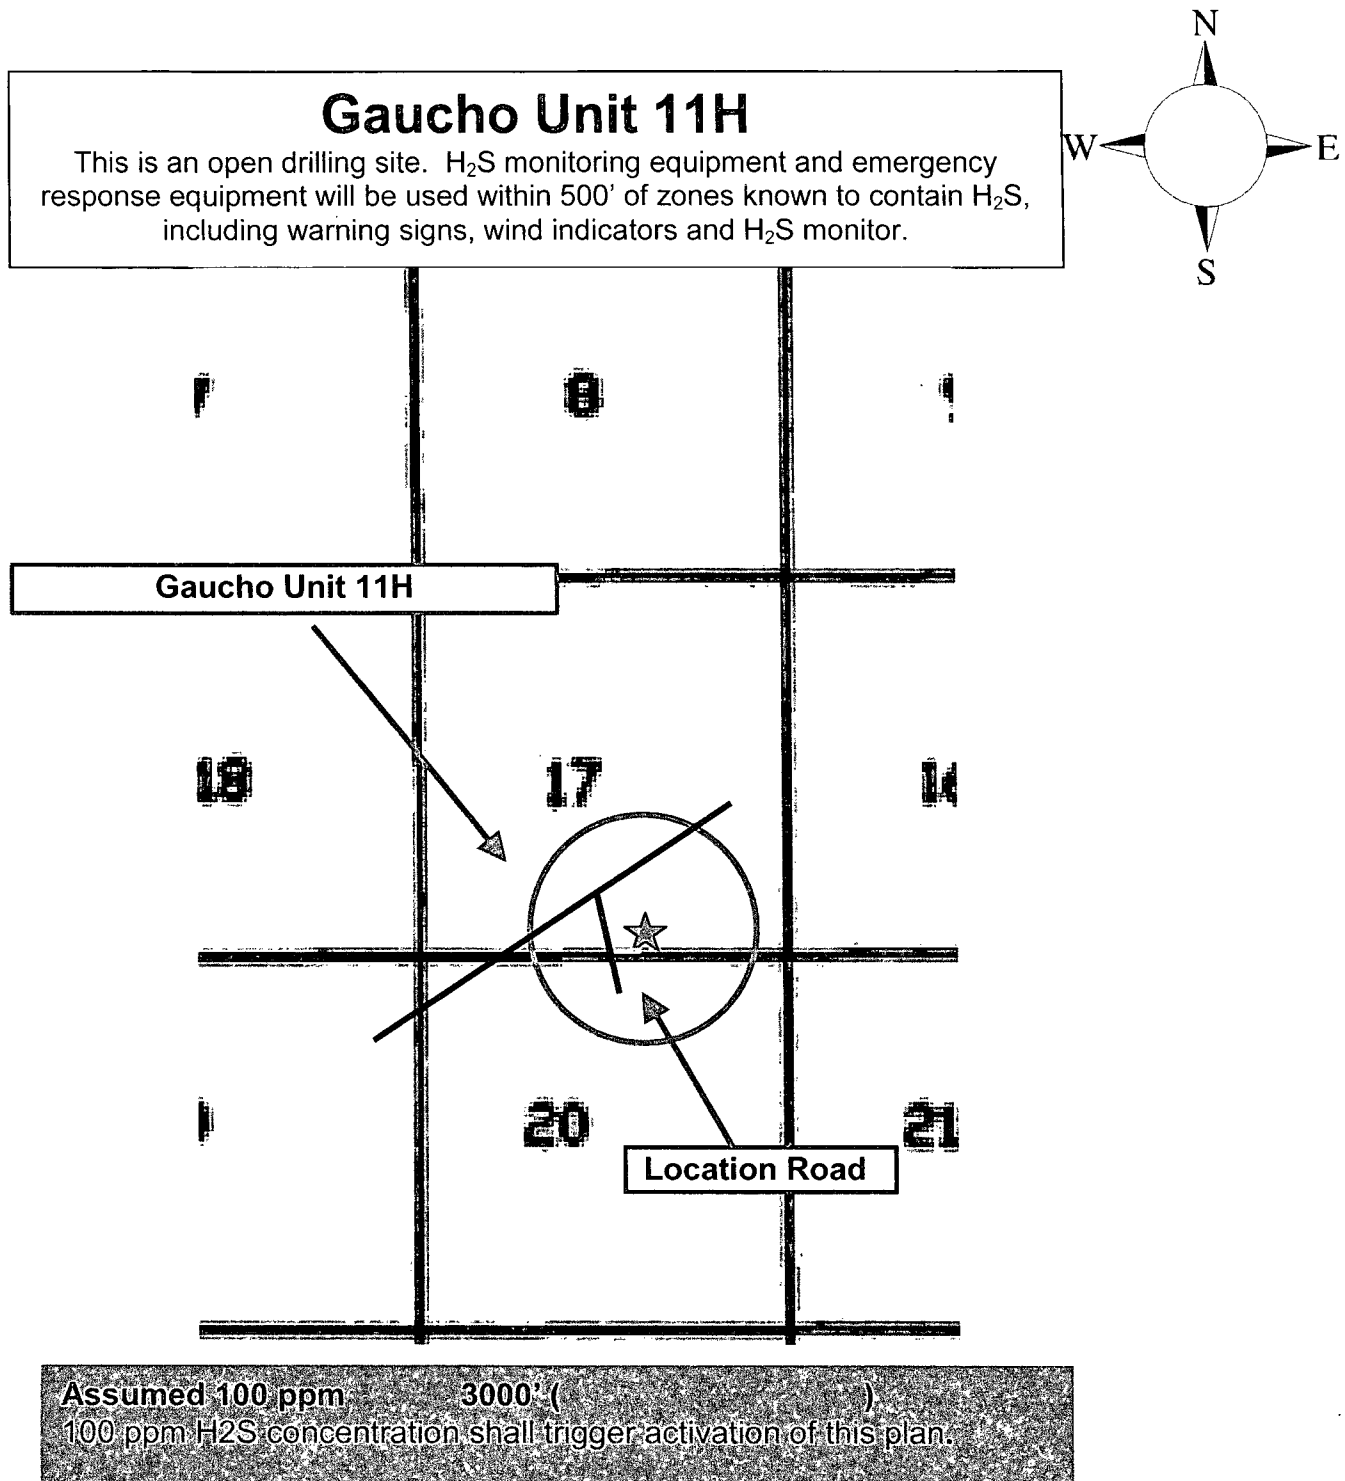 N
Gaucho Unit 11H
This is an open drilling site. H₂S monitoring equipment and emergency
response equipment will be used within 500' of zones known to contain H₂S,
including warning signs, wind indicators and H₂S monitor.
W
E
S
8
Gaucho Unit 11H
18
17
20
21
Location Road
Assumed 100 ppm 3000' ( )
100 ppm H2S concentration shall trigger activation of this plan.